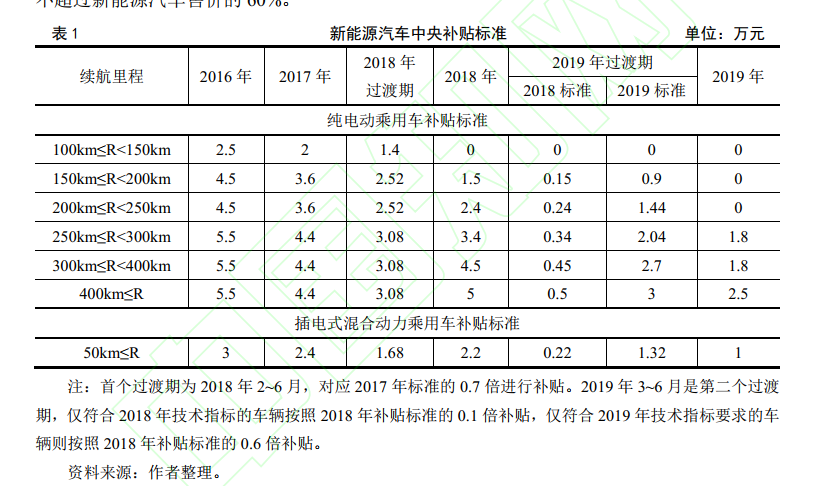 不超过新能源汽车售价的 60%。
表 1 新能源汽车中央补贴标准 单位：万元
续航里程 2016 年 2017 年 2018 年过渡期 2018 年 2019 年过渡期 2019 年
2018 标准 2019 标准
纯电动乘用车补贴标准
100km≤R<150km 2.5 2 1.4 0 0 0 0
150km≤R<200km 4.5 3.6 2.52 1.5 0.15 0.9 0
200km≤R<250km 4.5 3.6 2.52 2.4 0.24 1.44 0
250km≤R<300km 5.5 4.4 3.08 3.4 0.34 2.04 1.8
300km≤R<400km 5.5 4.4 3.08 4.5 0.45 2.7 1.8
400km≤R 5.5 4.4 3.08 5 0.5 3 2.5
插电式混合动力乘用车补贴标准
50km≤R 3 2.4 1.68 2.2 0.22 1.32 1
注：首个过渡期为 2018 年 2~6 月，对应 2017 年标准的 0.7 倍进行补贴。2019 年 3~6 月是第二个过渡
期，仅符合 2018 年技术指标的车辆按照 2018 年补贴标准的 0.1 倍补贴，仅符合 2019 年技术指标要求的车
辆则按照 2018 年补贴标准的 0.6 倍补贴。
资料来源：作者整理。